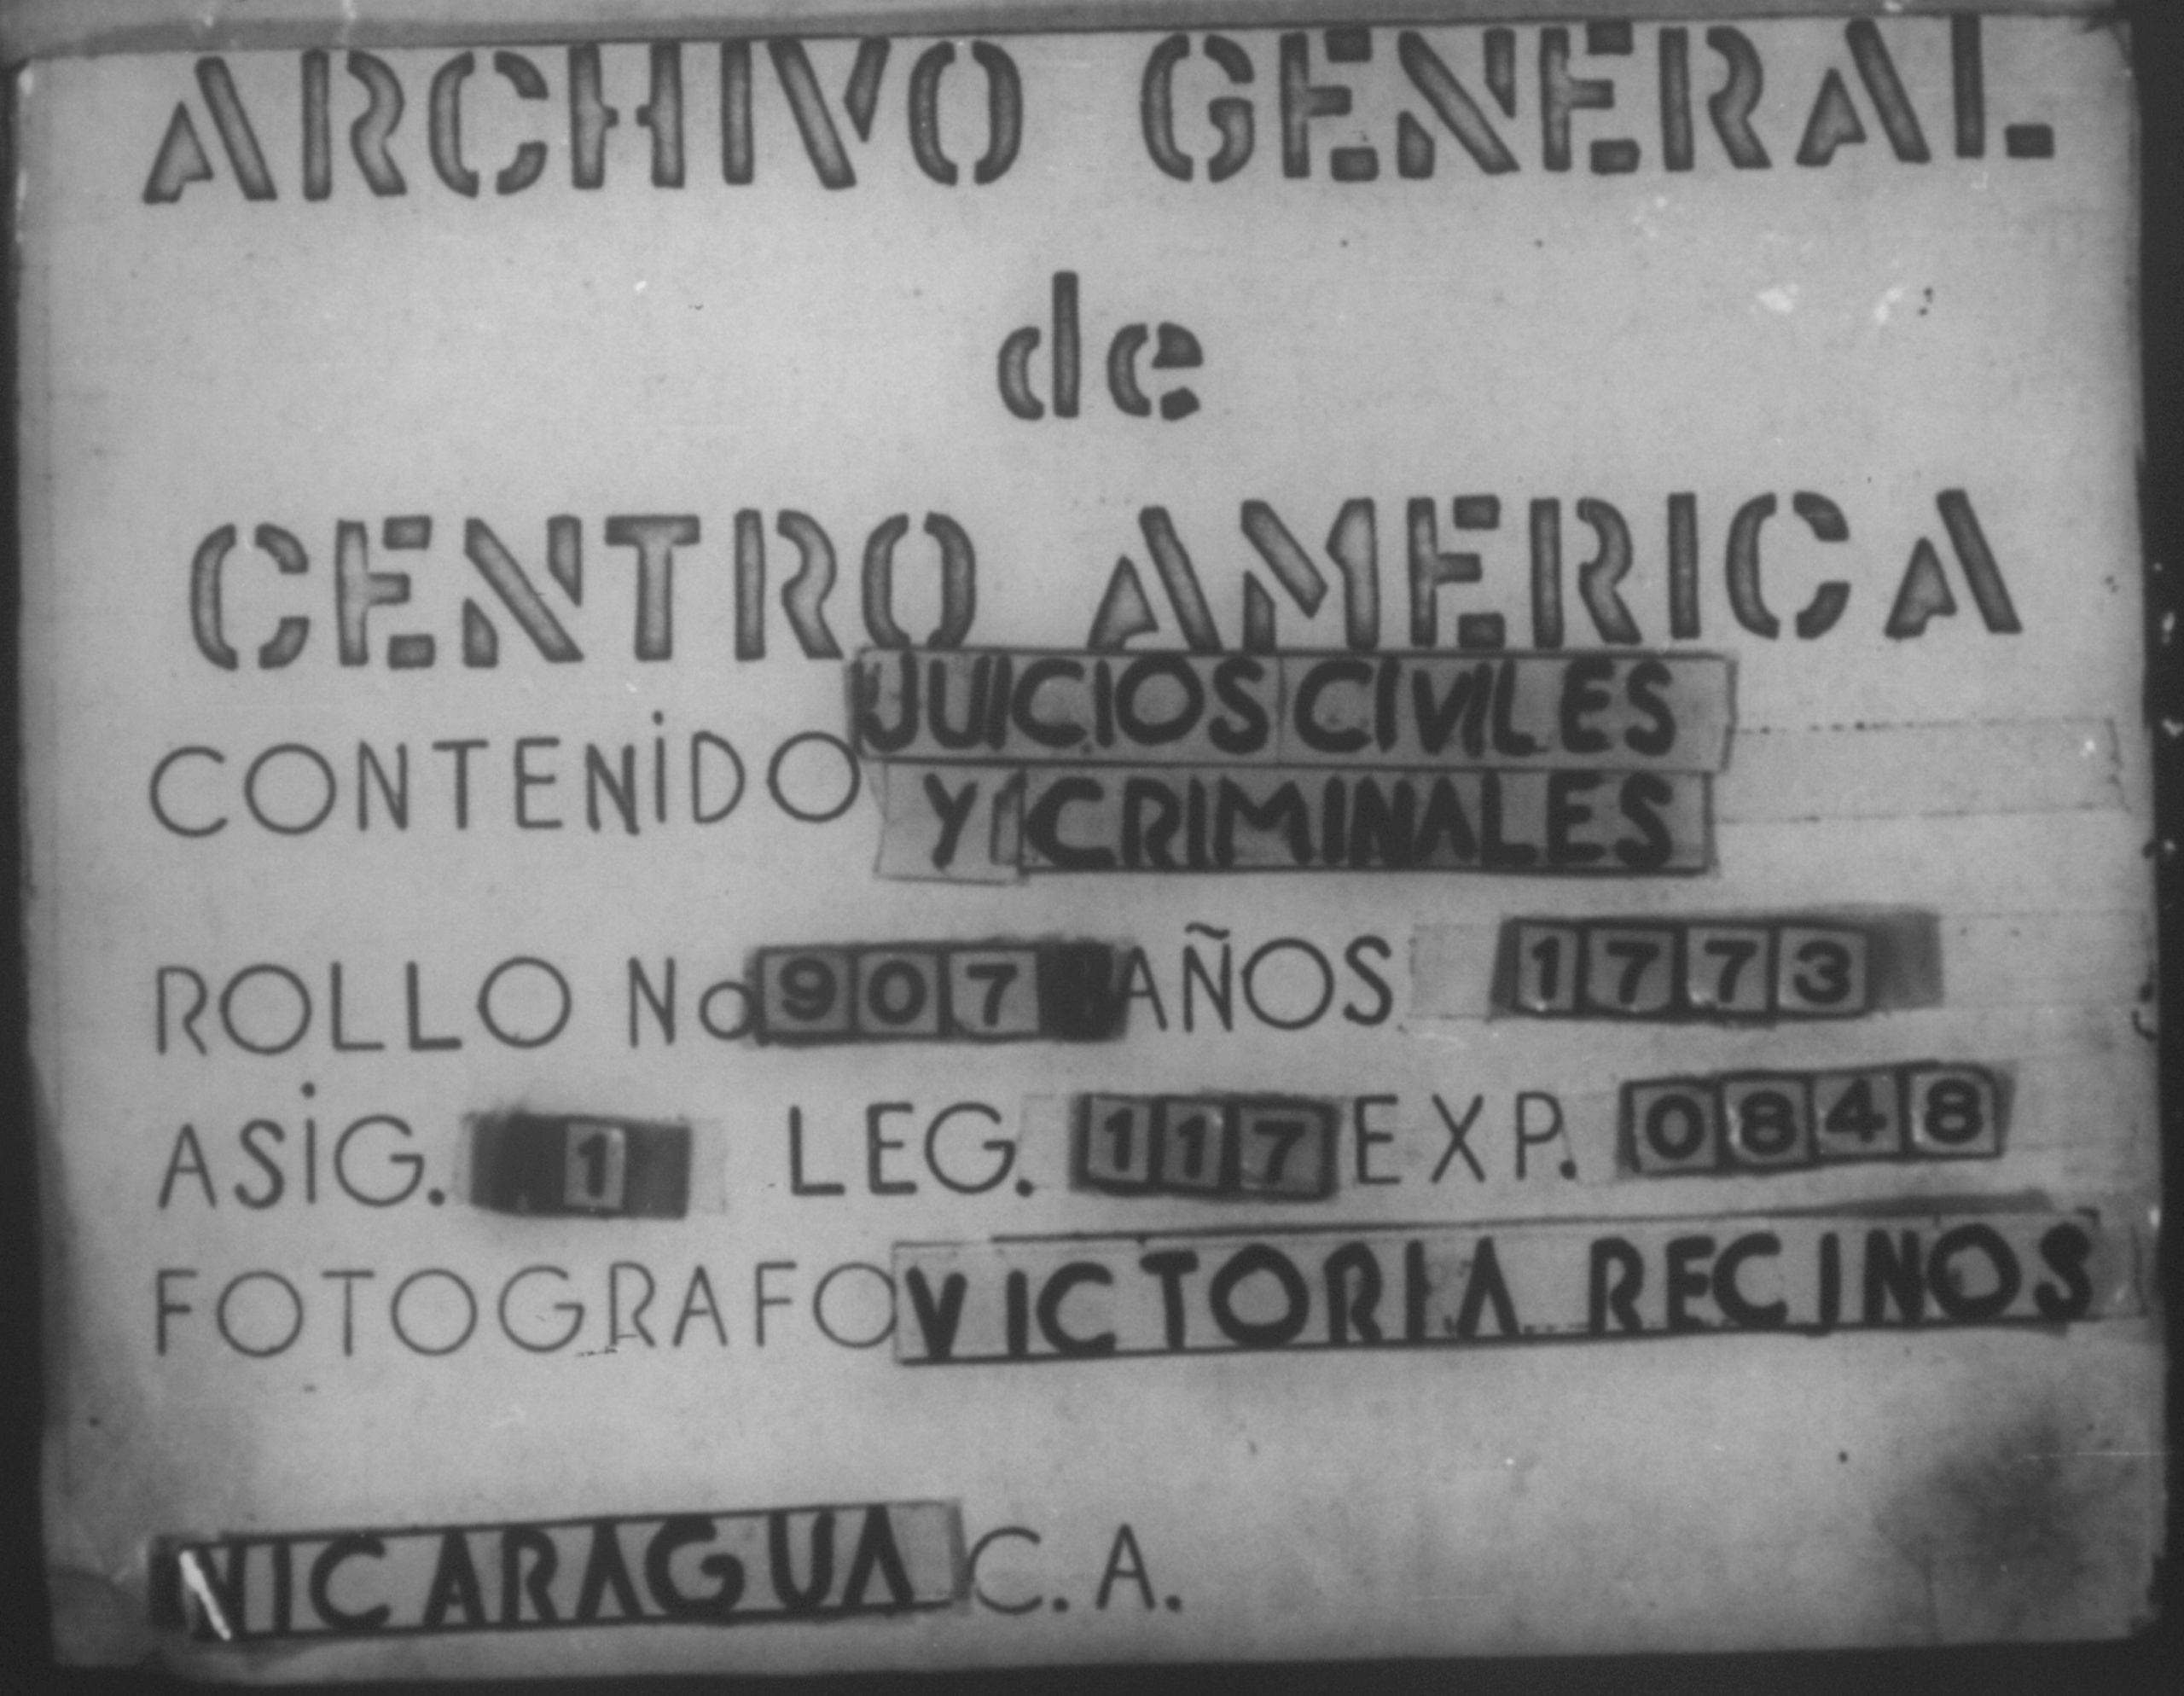 ARCHIVO GENERAL
de
CENTRO AMERICA
CONTENIDO JUICIOS CIVILES
Y CRIMINALES
ROLLO No 907 AÑOS 1773
ASIG. 1 LEG. 117 EXP. 0848
FOTOGRAFO VICTORIA RECINOS
NICARAGUA C.A.